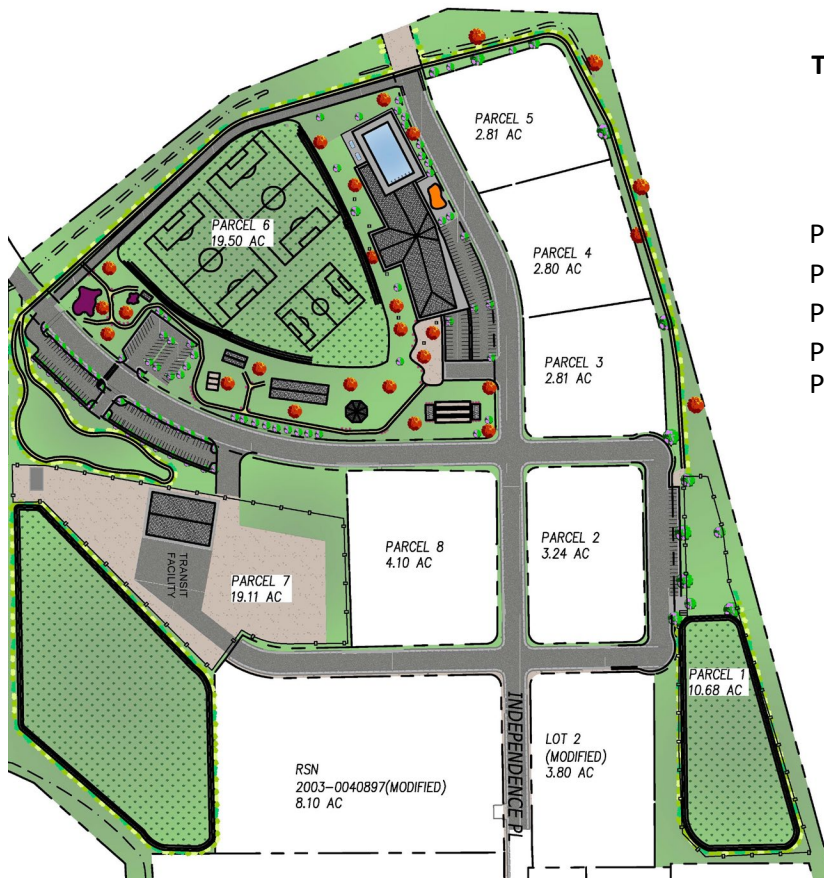 T
PARCEL 5
2.81 AC
PARCEL 6
19.50 AC
P
PARCEL 4
2.80 AC
P
P
P
PARCEL 3
2.81 AC
P
PARCEL 8
4.10 AC
PARCEL 2
3.24 AC
TRANSIT
FACILITY
PARCEL 7
19.11 AC
PARCEL 1
10.68 AC
INDEPENDENCE PL
LOT 2
(MODIFIED)
3.80 AC
RSN
2003-0040897(MODIFIED)
8.10 AC